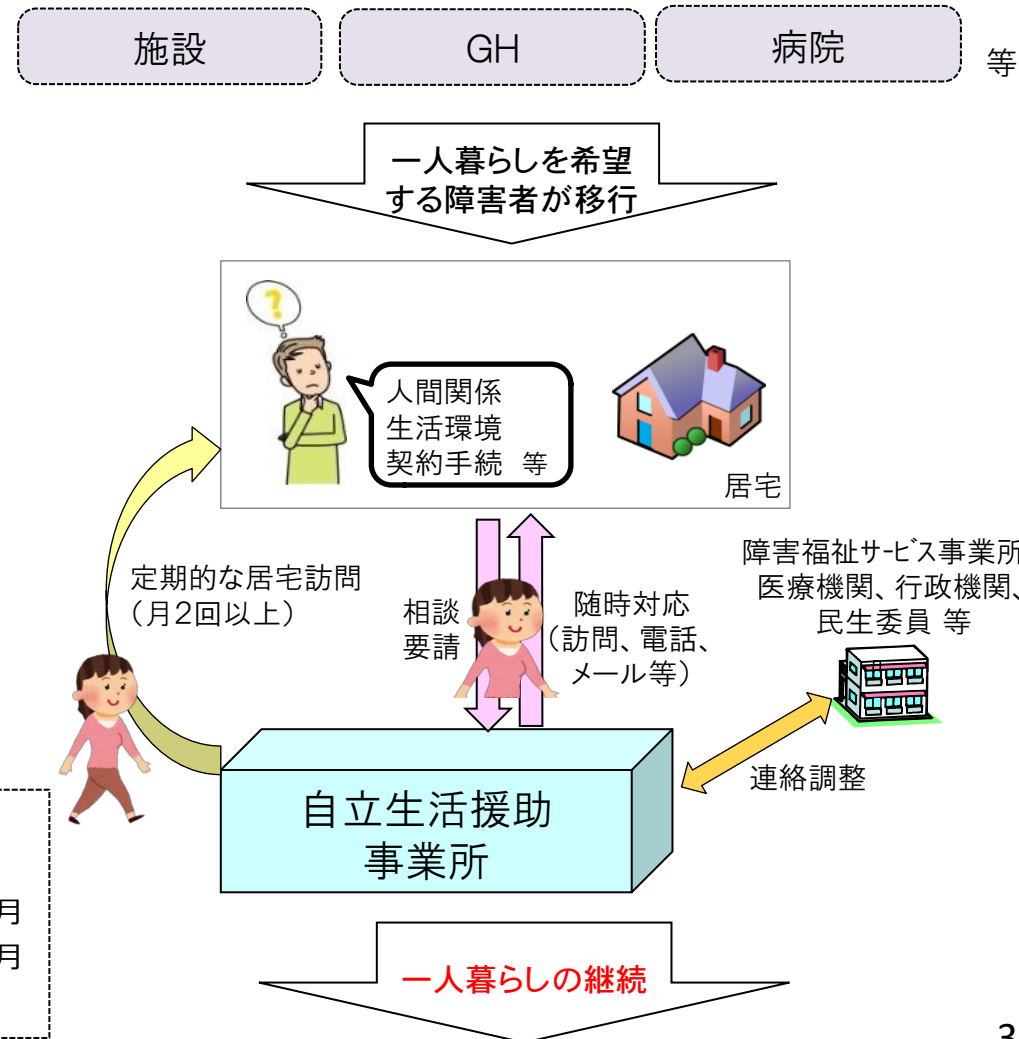 施設
GH
病院
等
一人暮らしを希望
する障害者が移行
?
人間関係
生活環境
契約手続 等
居宅
定期的な居宅訪問
(月2回以上)
相談
要請
随時対応
(訪問、電話、
メール等)
障害福祉サービス事業所
医療機関、行政機関、
民生委員 等
連絡調整
自立生活援助
事業所
月
月
一人暮らしの継続
3